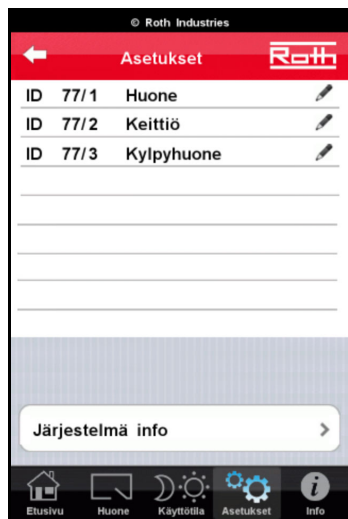 © Roth Industries
Asetukset Roth
ID 77/1 Huone
ID 77/2 Keittiö
ID 77/3 Kylpyhuone
Järjestelmä info
Etusivu Huone Käyttötila Asetukset Info